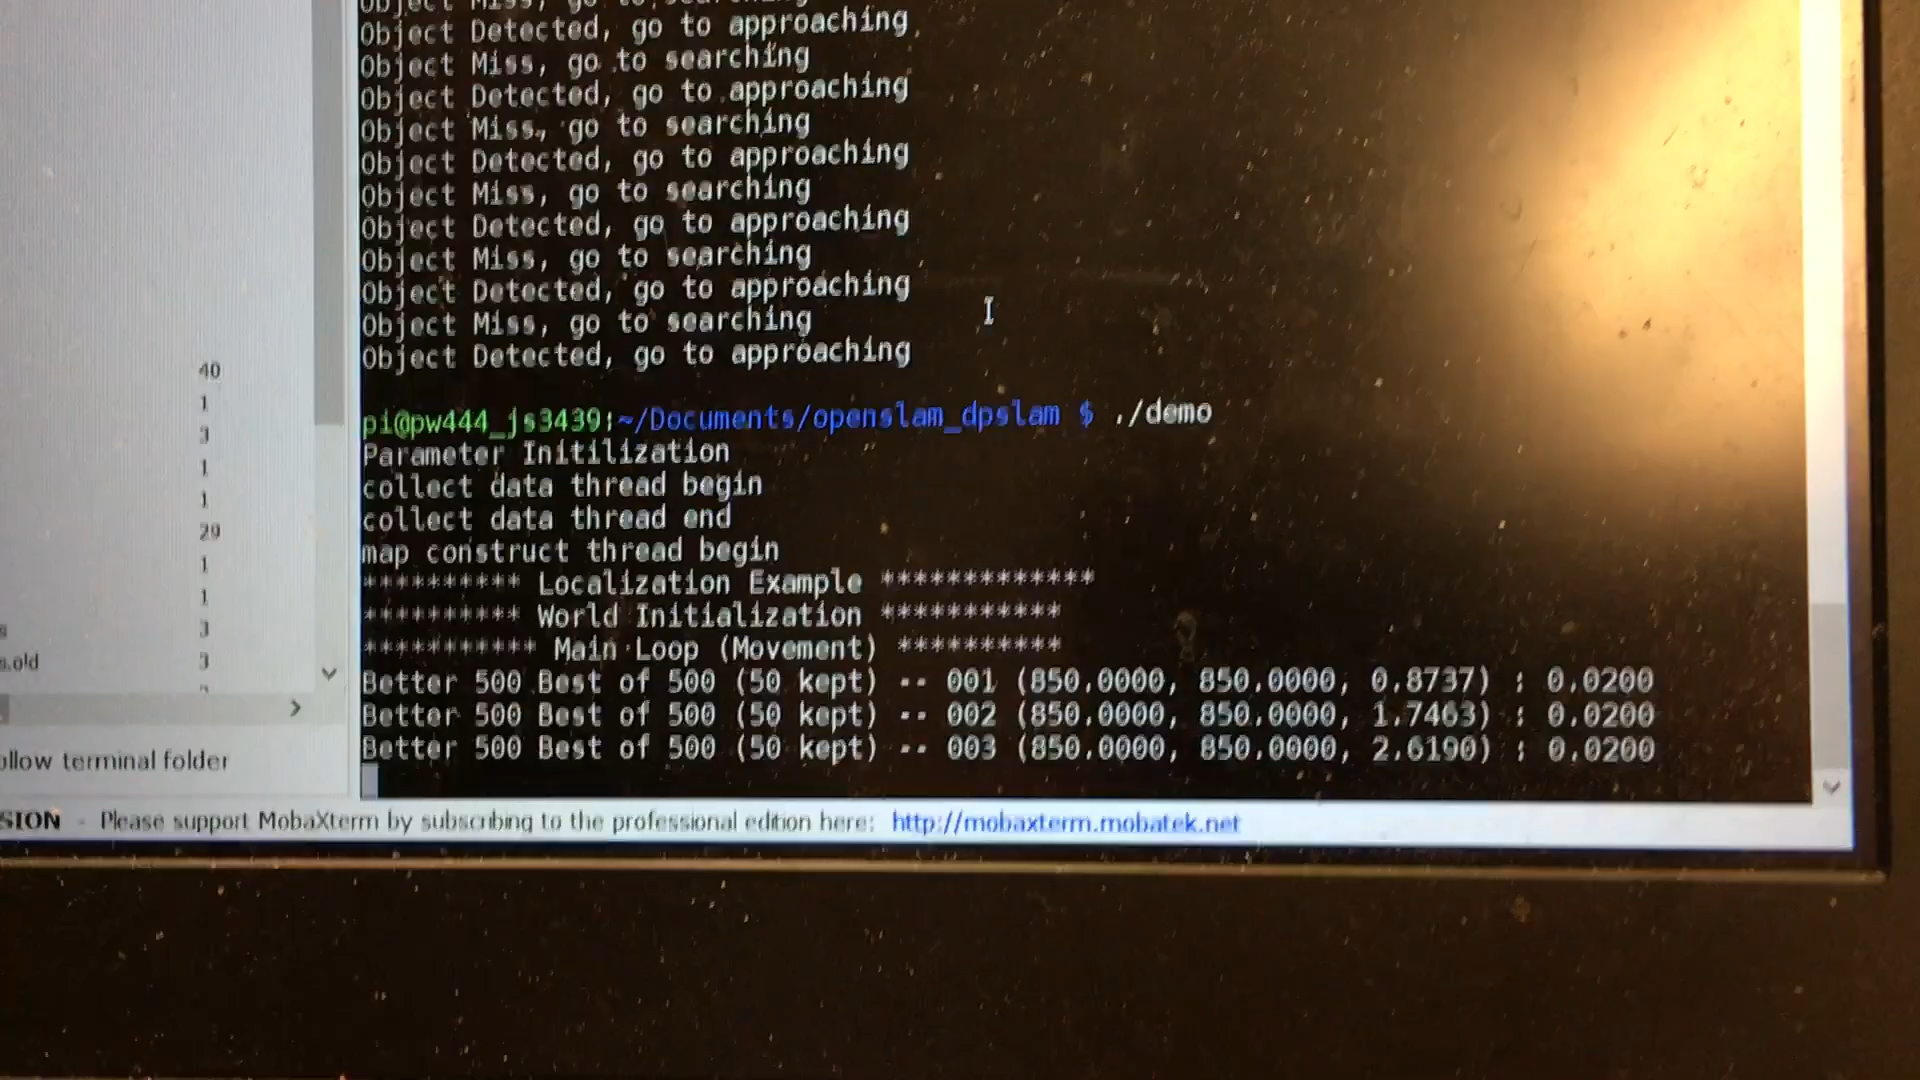 Object Miss, go to searching
Object Detected, go to approaching
Object Miss, go to searching
Object Detected, go to approaching
Object Miss, go to searching
Object Detected, go to approaching
Object Miss, go to searching
Object Detected, go to approaching
Object Miss, go to searching
Object Detected, go to approaching
Object Miss, go to searching
Object Detected, go to approaching
pi@pw444_js3439:~/Documents/openslam_dpslam $ ./demo
Parameter Initilization
collect data thread begin
collect data thread end
map construct thread begin
********** Localization Example *************
********** World Initialization ***********
*********** Main Loop (Movement) **********
Better 500 Best of 500 (50 kept) -- 001 (850.0000, 850.0000, 0.8737) : 0.0200
Better 500 Best of 500 (50 kept) -- 002 (850.0000, 850.0000, 1.7463) : 0.0200
Better 500 Best of 500 (50 kept) -- 003 (850.0000, 850.0000, 2.6190) : 0.0200
40
1
3
1
1
29
1
1
s 3
s.old 3
ollow terminal folder
SION - Please support MobaXterm by subscribing to the professional edition here: http://mobaxterm.mobatek.net